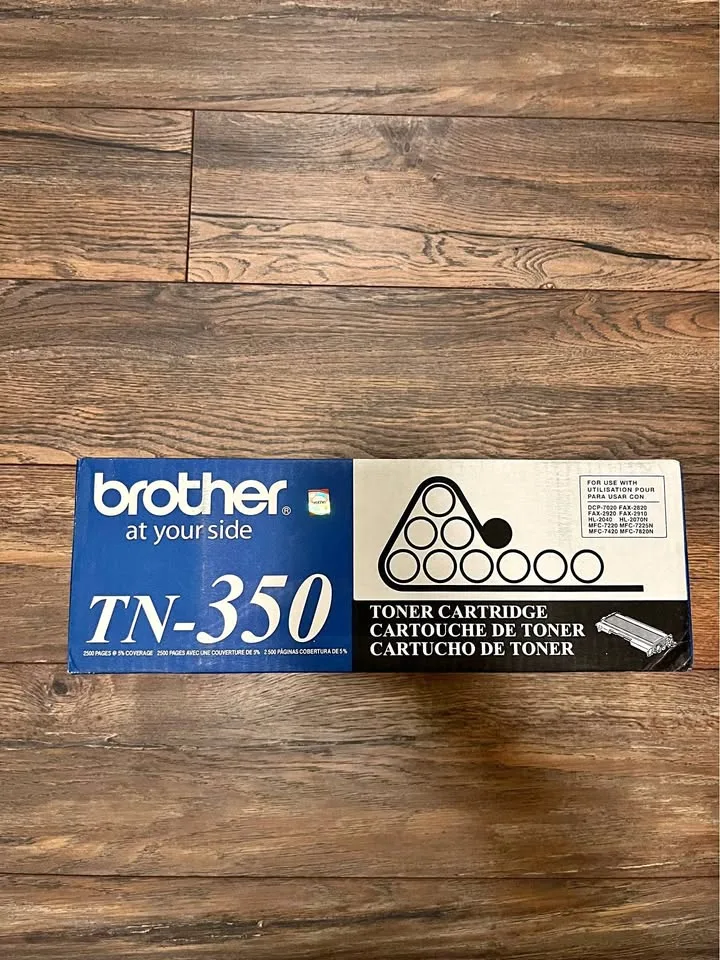 brother®
at your side
TN-350
2500 PAGES @ 5% COVERAGE 2500 PAGES AVEC UNE COUVERTURE DE 5% 2 500 PÁGINAS COBERTURA DE 5%
FOR USE WITH
UTILISATION POUR
PARA USAR CON
DCP-7020 FAX-2820
FAX-2920 FAX-2910
HL-2040 HL-2070N
MFC-7220 MFC-7225N
MFC-7420 MFC-7820N
TONER CARTRIDGE
CARTOUCHE DE TONER
CARTUCHO DE TONER